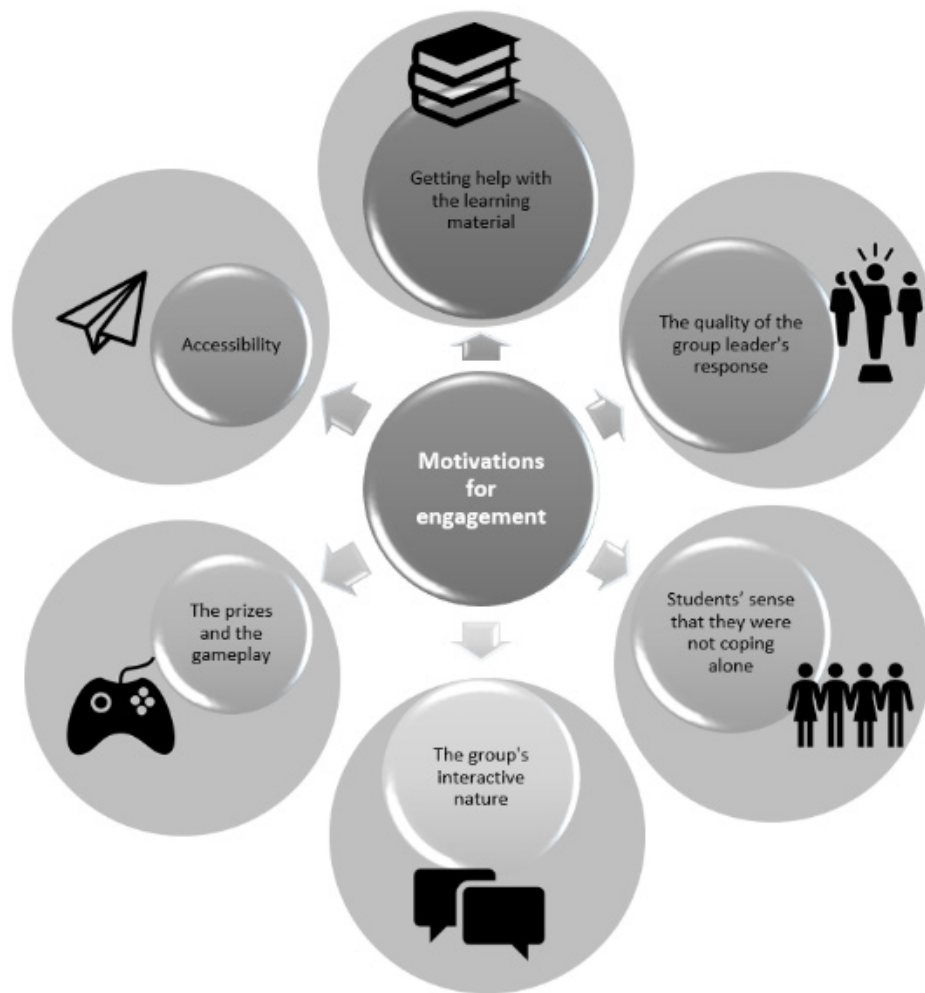 Getting help with
the learning
material
The quality of the
group leader's
response
Accessibility
Motivations
for
engagement
Students’ sense
that they were
not coping
alone
The prizes
and the
gameplay
The group's
interactive
nature